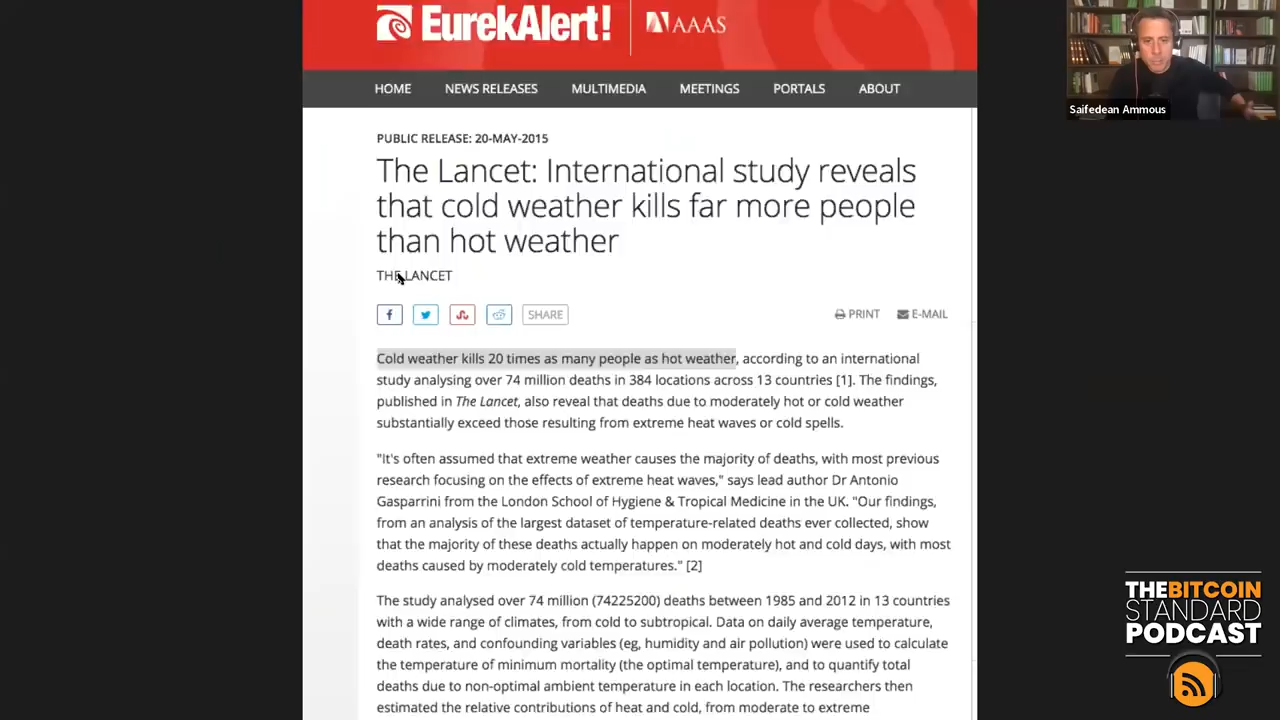 EurekAlert!
AAAS
HOME NEWS RELEASES MULTIMEDIA MEETINGS PORTALS ABOUT
Saifedean Ammous
PUBLIC RELEASE: 20-MAY-2015
The Lancet: International study reveals
that cold weather kills far more people
than hot weather
THE LANCET
f SHARE PRINT E-MAIL
Cold weather kills 20 times as many people as hot weather, according to an international
study analysing over 74 million deaths in 384 locations across 13 countries [1]. The findings,
published in The Lancet, also reveal that deaths due to moderately hot or cold weather
substantially exceed those resulting from extreme heat waves or cold spells.
"It's often assumed that extreme weather causes the majority of deaths, with most previous
research focusing on the effects of extreme heat waves," says lead author Dr Antonio
Gasparrini from the London School of Hygiene & Tropical Medicine in the UK. "Our findings,
from an analysis of the largest dataset of temperature-related deaths ever collected, show
that the majority of these deaths actually happen on moderately hot and cold days, with most
deaths caused by moderately cold temperatures." [2]
The study analysed over 74 million (74225200) deaths between 1985 and 2012 in 13 countries
with a wide range of climates, from cold to subtropical. Data on daily average temperature,
death rates, and confounding variables (eg, humidity and air pollution) were used to calculate
the temperature of minimum mortality (the optimal temperature), and to quantify total
deaths due to non-optimal ambient temperature in each location. The researchers then
estimated the relative contributions of heat and cold, from moderate to extreme
THE BITCOIN
STANDARD
PODCAST